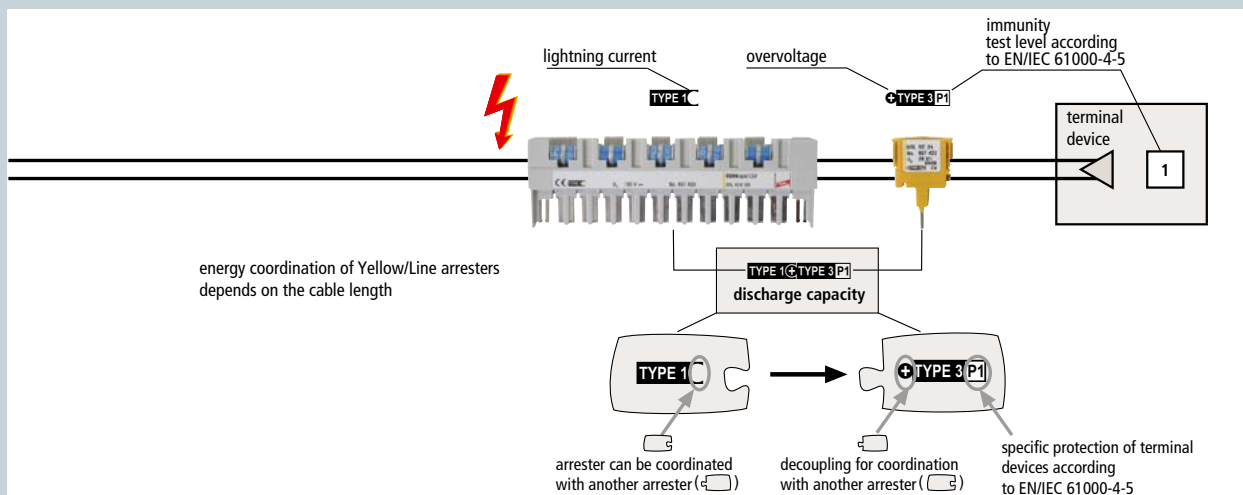 lightning current
overvoltage
immunity
test level according
to EN/IEC 61000-4-5
TYPE 1
+TYPE 3 P1
terminal
device
1
energy coordination of Yellow/Line arresters
depends on the cable length
TYPE 1+TYPE 3 P1
discharge capacity
TYPE 1
+TYPE 3 P1
arrester can be coordinated
with another arrester ( )
decoupling for coordination
with another arrester ( )
specific protection of terminal
devices according
to EN/IEC 61000-4-5